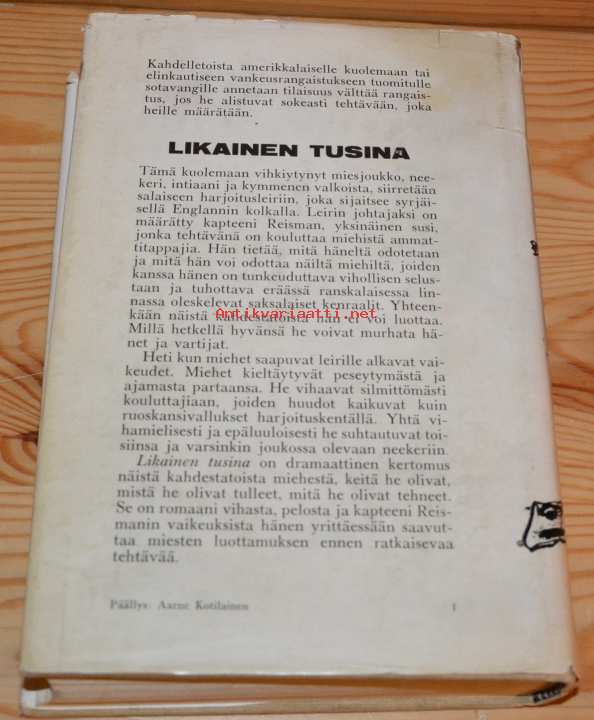 Kahdelletoista amerikkalaiselle kuolemaan tai
elinkautiseen vankeusrangaistukseen tuomitulle
sotavangille annetaan tilaisuus välttää rangais-
tus, jos he alistuvat sokeasti tehtävään, joka
heille määrätään.
LIKAINEN TUSINA
Tämä kuolemaan vihkiytynyt miesjoukko, nee-
keri, intiaani ja kymmenen valkoista, siirretään
salaiseen harjoitusleiriin, joka sijaitsee syrjäi-
sellä Englannin kolkalla. Leirin johtajaksi on
määrätty kapteeni Reisman, yksinäinen susi,
jonka tehtävänä on kouluttaa miehistä ammat-
titappajia. Hän tietää, mitä häneltä odotetaan
ja mitä hän voi odottaa näiltä miehiltä, joiden
kanssa hänen on tunkeuduttava vihollisen selus-
taan ja tuhottava eräässä ranskalaisessa lin-
nassa oleskelevat saksalaiset kenraalit. Yhteen-
kään näistä kahdestatoista hän ei voi luottaa.
Antikvariaatti.net
Millä hetkellä hyvänsä he voivat murhata hä-
net ja vartijat.
Heti kun miehet saapuvat leirille alkavat vai-
keudet. Miehet kieltäytyvät peseytymästä ja
ajamasta partaansa. He vihaavat silmittömästi
kouluttajiaan, joiden huudot kaikuvat kuin
ruoskansivallukset harjoituskentällä. Yhtä vi-
hamielisesti ja epäluuloisesti he suhtautuvat toi-
siinsa ja varsinkin joukossa olevaan neekeriin.
Likainen tusina on dramaattinen kertomus
näistä kahdestatoista miehestä, keitä he olivat,
mistä he olivat tulleet, mitä he olivat tehneet.
Se on romaani vihasta, pelosta ja kapteeni Reis-
manin vaikeuksista hänen yrittäessään saavut-
taa miesten luottamuksen ennen ratkaisevaa
tehtävää.
Päällys: Aarne Kotilainen 1